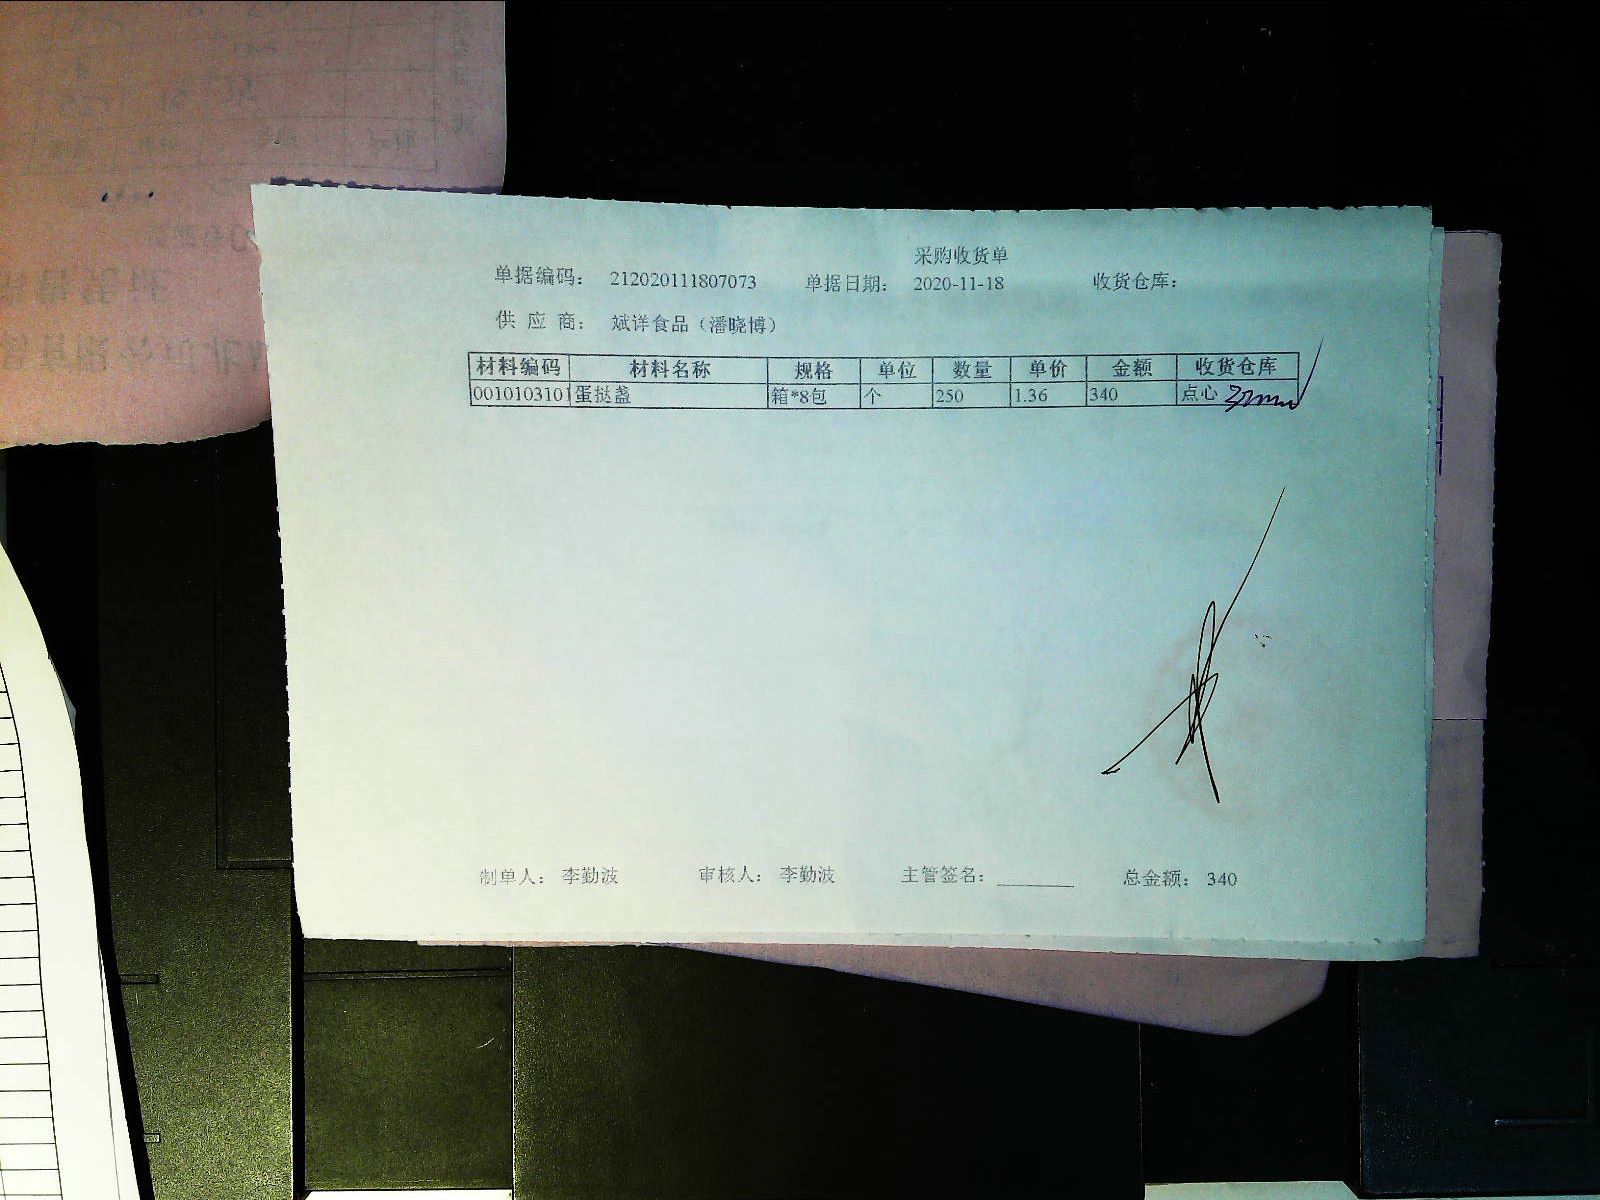 采购收货单
单据编码： 212020111807073 单据日期： 2020-11-18 收货仓库：
供 应 商： 斌详食品（潘晓博）
材料编码 材料名称 规格 单位 数量 单价 金额 收货仓库
0010103101 蛋挞盏 箱*8包 个 250 1.36 340 点心
制单人： 李勤波 审核人： 李勤波 主管签名： ________ 总金额： 340